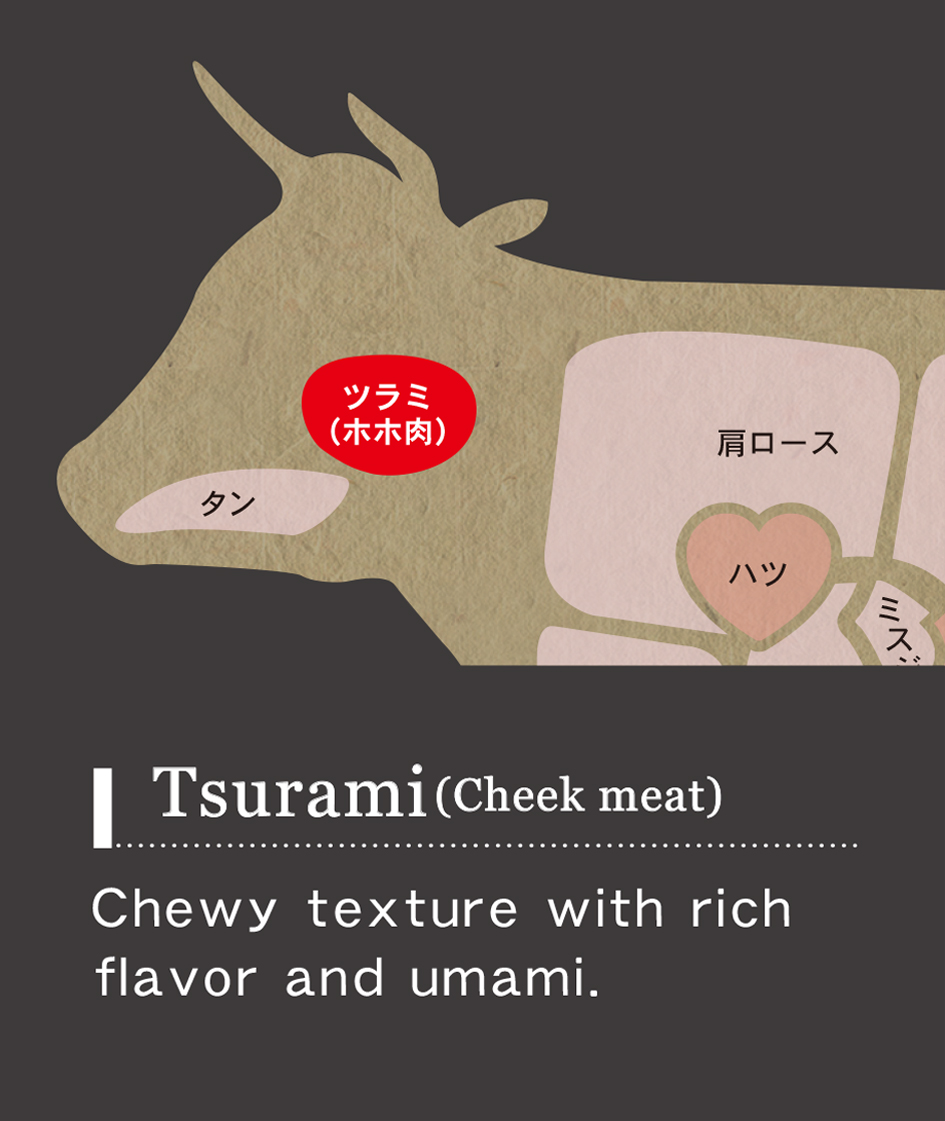 ツラミ
（ホホ肉）
タン
肩ロース
ハツ
ミスジ
Tsurami(Cheek meat)
Chewy texture with rich
flavor and umami.